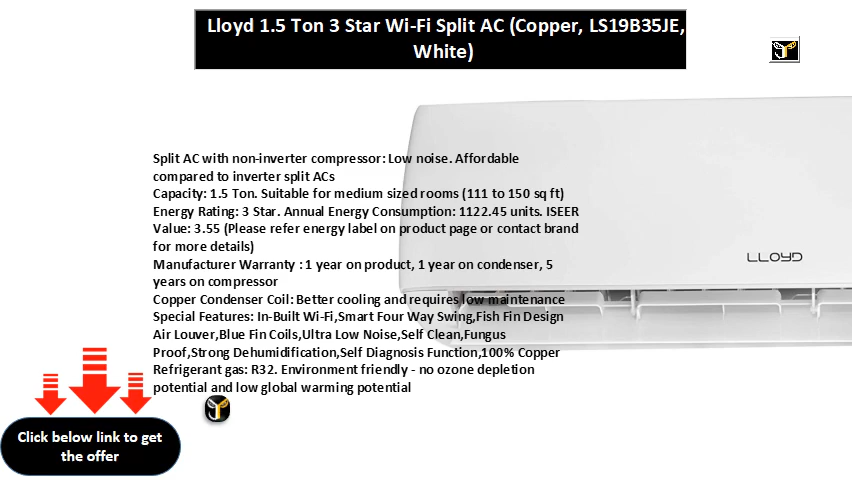 Lloyd 1.5 Ton 3 Star Wi-Fi Split AC (Copper, LS19B35JE,
White)
Split AC with non-inverter compressor: Low noise. Affordable
compared to inverter split ACs
Capacity: 1.5 Ton. Suitable for medium sized rooms (111 to 150 sq ft)
Energy Rating: 3 Star. Annual Energy Consumption: 1122.45 units. ISEER
Value: 3.55 (Please refer energy label on product page or contact brand
for more details)
LLOYD
Manufacturer Warranty : 1 year on product, 1 year on condenser, 5
years on compressor
Copper Condenser Coil: Better cooling and requires low maintenance
Special Features: In-Built Wi-Fi,Smart Four Way Swing,Fish Fin Design
Air Louver,Blue Fin Coils,Ultra Low Noise,Self Clean,Fungus
Proof,Strong Dehumidification,Self Diagnosis Function,100% Copper
Refrigerant gas: R32. Environment friendly - no ozone depletion
potential and low global warming potential
Click below link to get
the offer